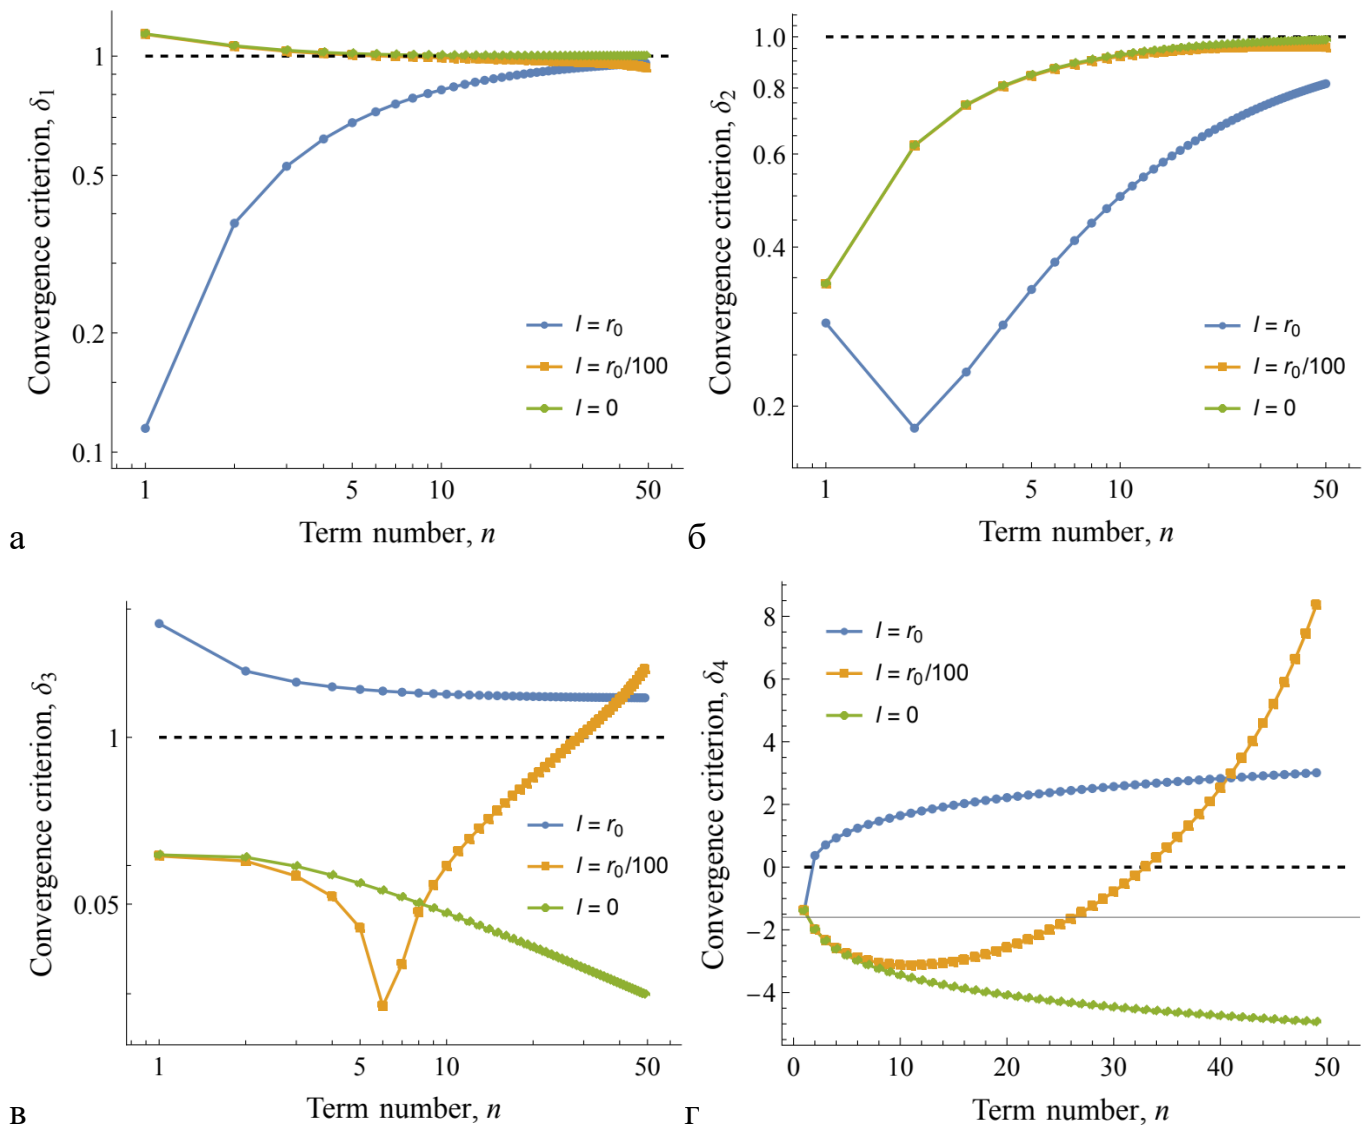 Convergence criterion, δ1
1
0.5
0.2
0.1
l = r0
l = r0/100
l = 0
1
5
10
50
Term number, n
а
Convergence criterion, δ2
1.0
0.8
0.6
0.4
0.2
l = r0
l = r0/100
l = 0
1
5
10
50
Term number, n
б
Convergence criterion, δ3
1
0.05
l = r0
l = r0/100
l = 0
1
5
10
50
Term number, n
в
Convergence criterion, δ4
8
6
4
2
0
−2
−4
l = r0
l = r0/100
l = 0
0
10
20
30
40
50
Term number, n
г